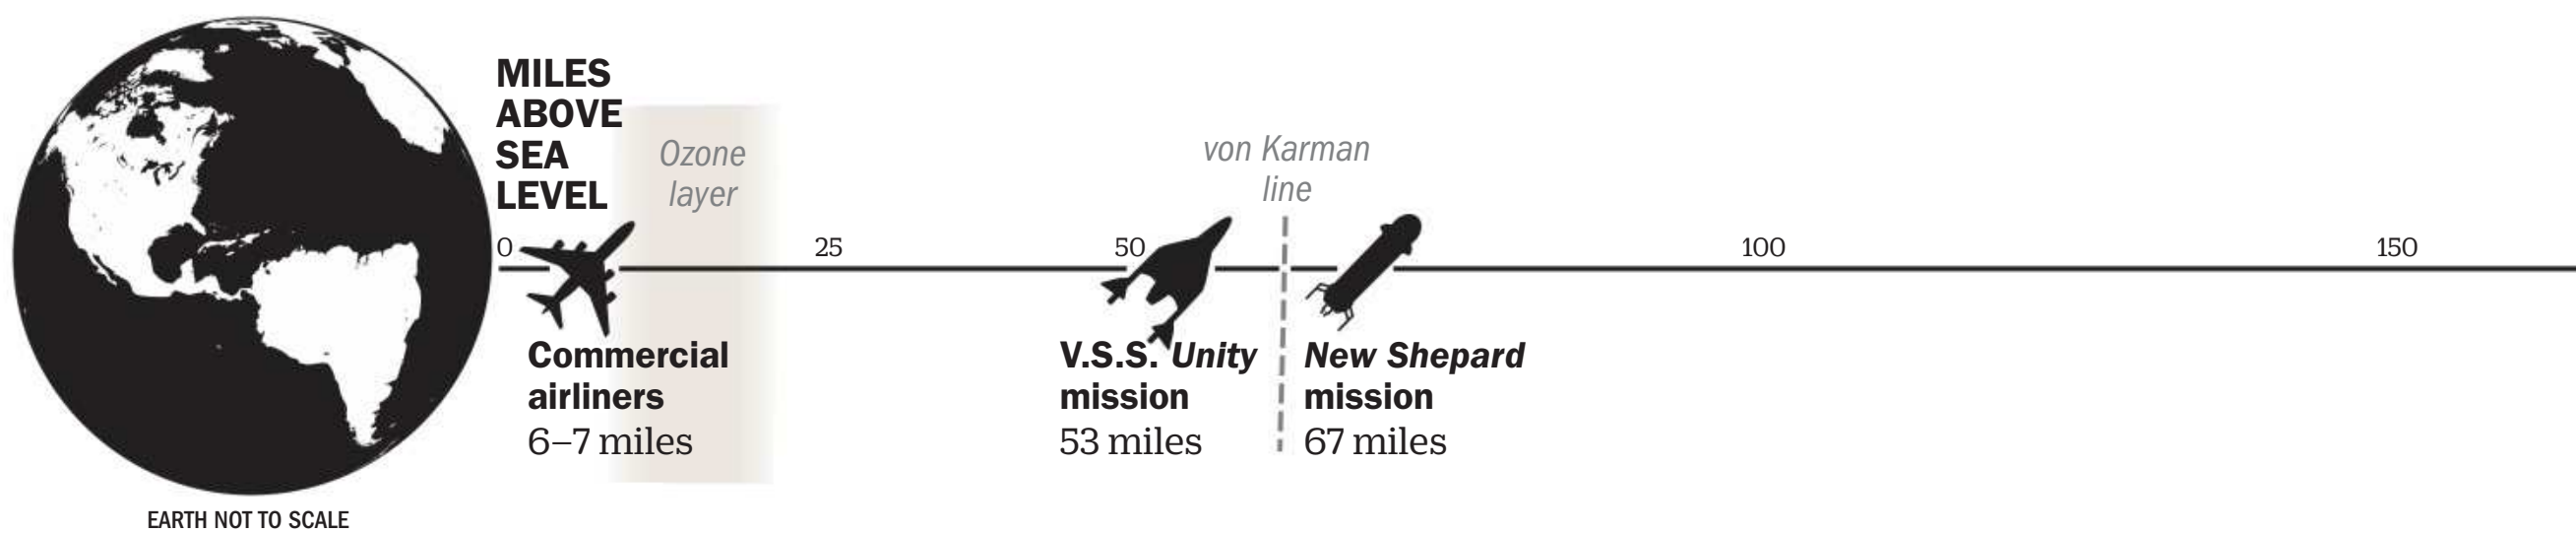 MILES
ABOVE
SEA
LEVEL
Ozone
layer
von Karman
line
0
25
50
100
150
Commercial
airliners
6–7 miles
V.S.S. Unity
mission
53 miles
New Shepard
mission
67 miles
EARTH NOT TO SCALE